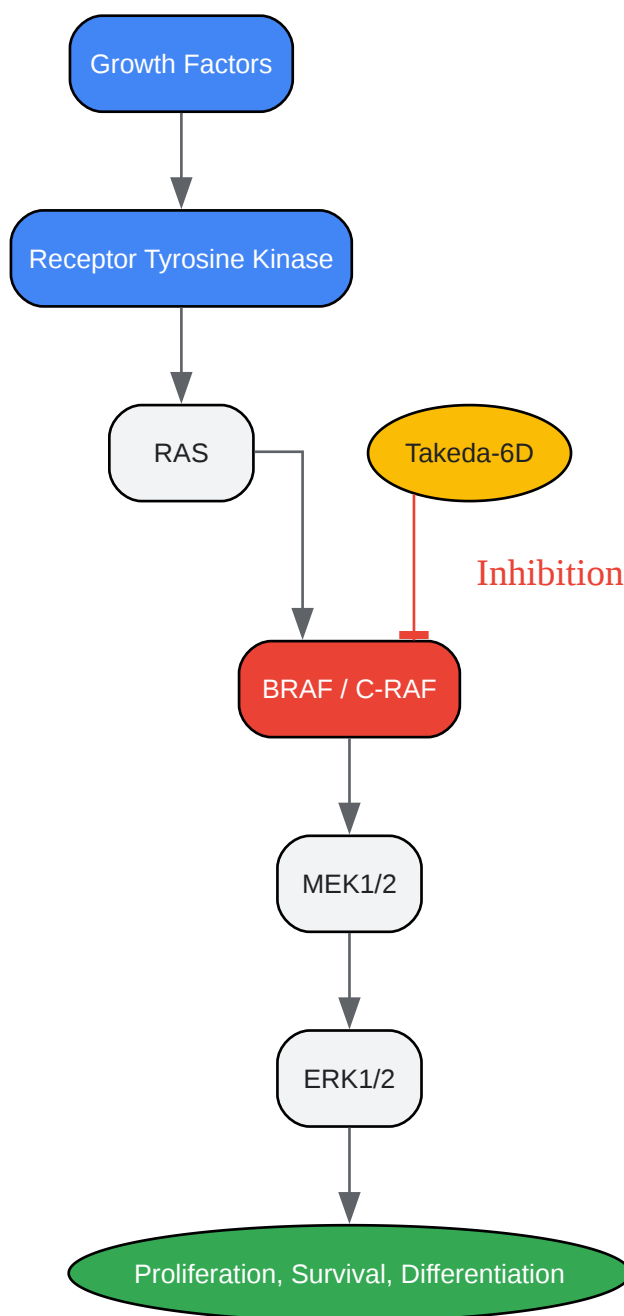 Growth Factors
Receptor Tyrosine Kinase
RAS
Takeda-6D
Inhibition
BRAF / C-RAF
MEK1/2
ERK1/2
Proliferation, Survival, Differentiation